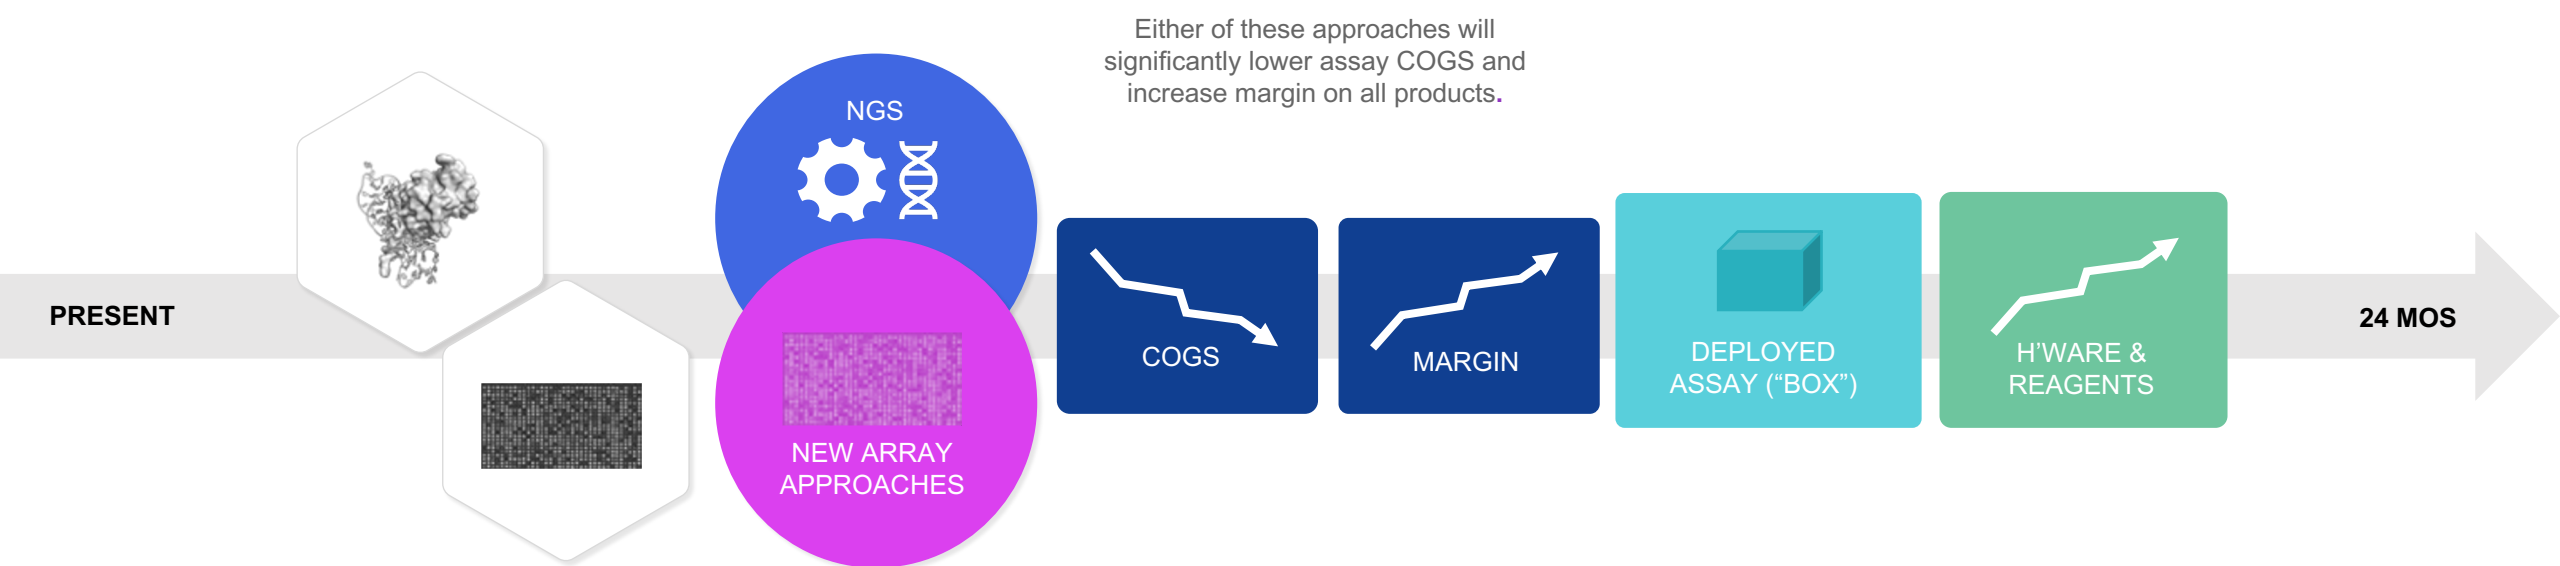 Either of these approaches will
significantly lower assay COGS and
increase margin on all products.
PRESENT
NGS
NEW ARRAY
APPROACHES
COGS
MARGIN
DEPLOYED
ASSAY (“BOX”)
H’WARE &
REAGENTS
24 MOS